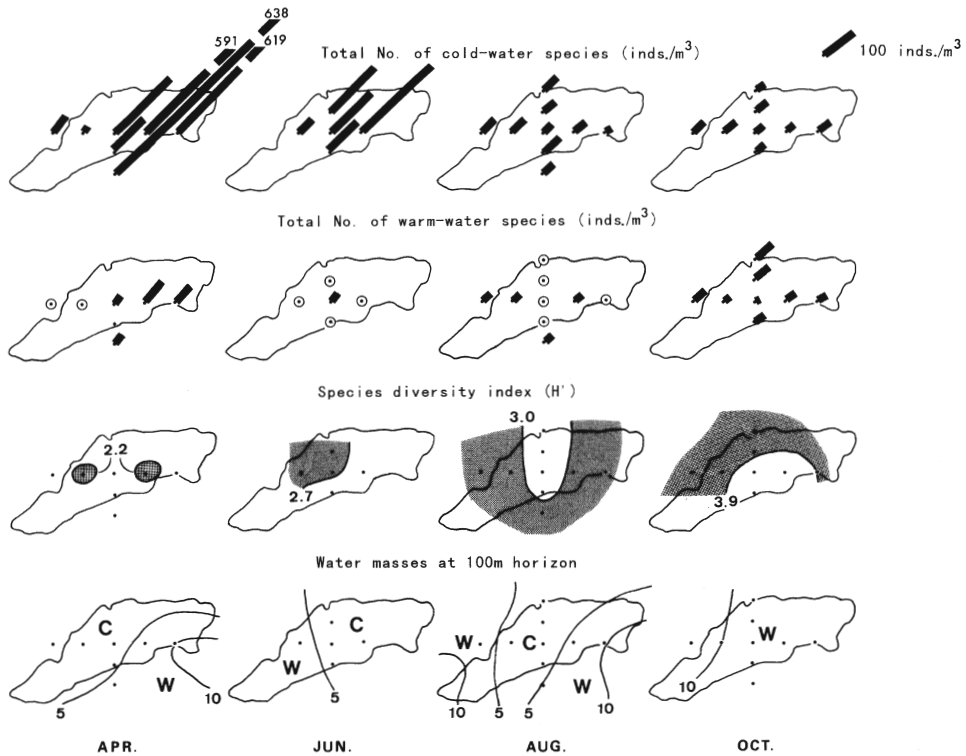 638
591 619
Total No. of cold-water species (inds./m³)
100 inds./m³
Total No. of warm-water species (inds./m³)
Species diversity index (H')
2.2
2.7
3.0
3.9
Water masses at 100m horizon
C
W
5
10
C
W
5
W
C
W
10
5
5
10
W
10
APR. JUN. AUG. OCT.